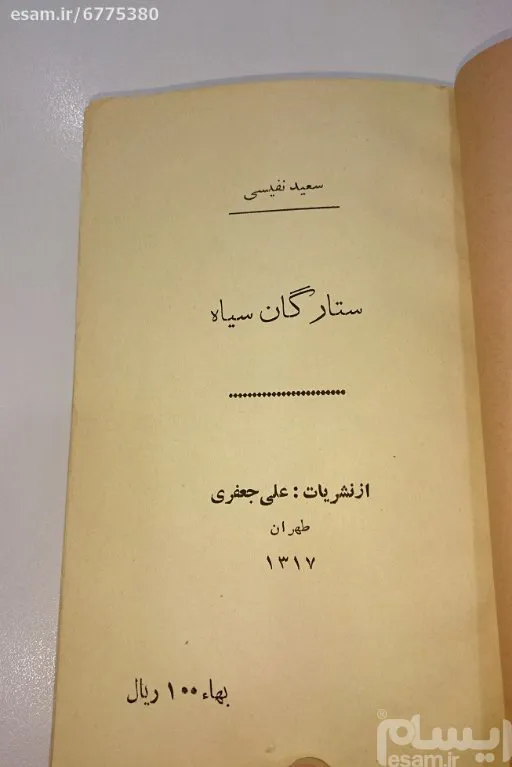 esam.ir/6775380
سعید نفیسی
ستارگان سیاه
از نشریات : علی جعفری
طهران
۱۳۱۷
بهاء ۱۰۰ ریال
ایسام
esam.ir